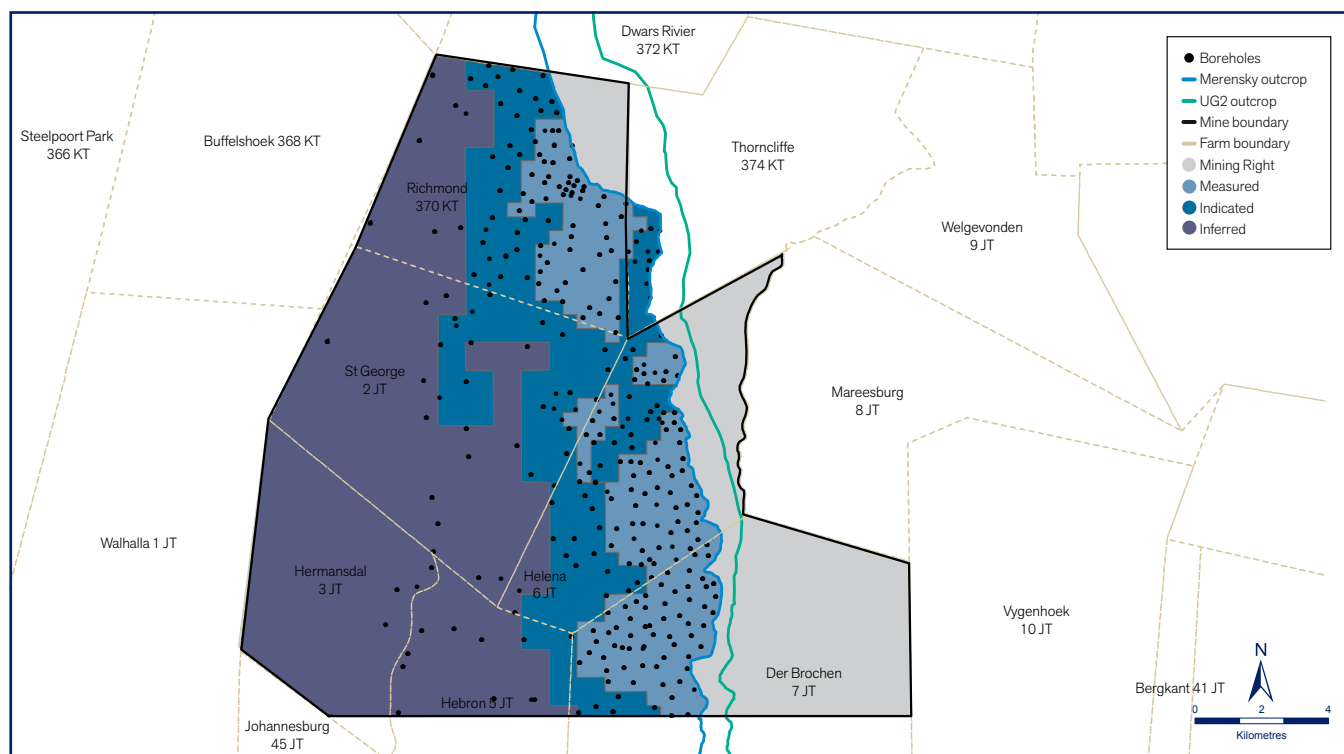 Dwars Rivier
372 KT
Steelpoort Park
366 KT
Buffelshoek 368 KT
Thorncliffe
374 KT
Richmond
370 KT
Welgevonden
9 JT
St George
2 JT
Mareesburg
8 JT
Walhalla 1 JT
Hermansdal
3 JT
Helena
6 JT
Vygenhoek
10 JT
Der Brochen
7 JT
Hebron 5 JT
Johannesburg
45 JT
Bergkant 41 JT
Boreholes
Merensky outcrop
UG2 outcrop
Mine boundary
Farm boundary
Mining Right
Measured
Indicated
Inferred
N
0 2 4
Kilometres